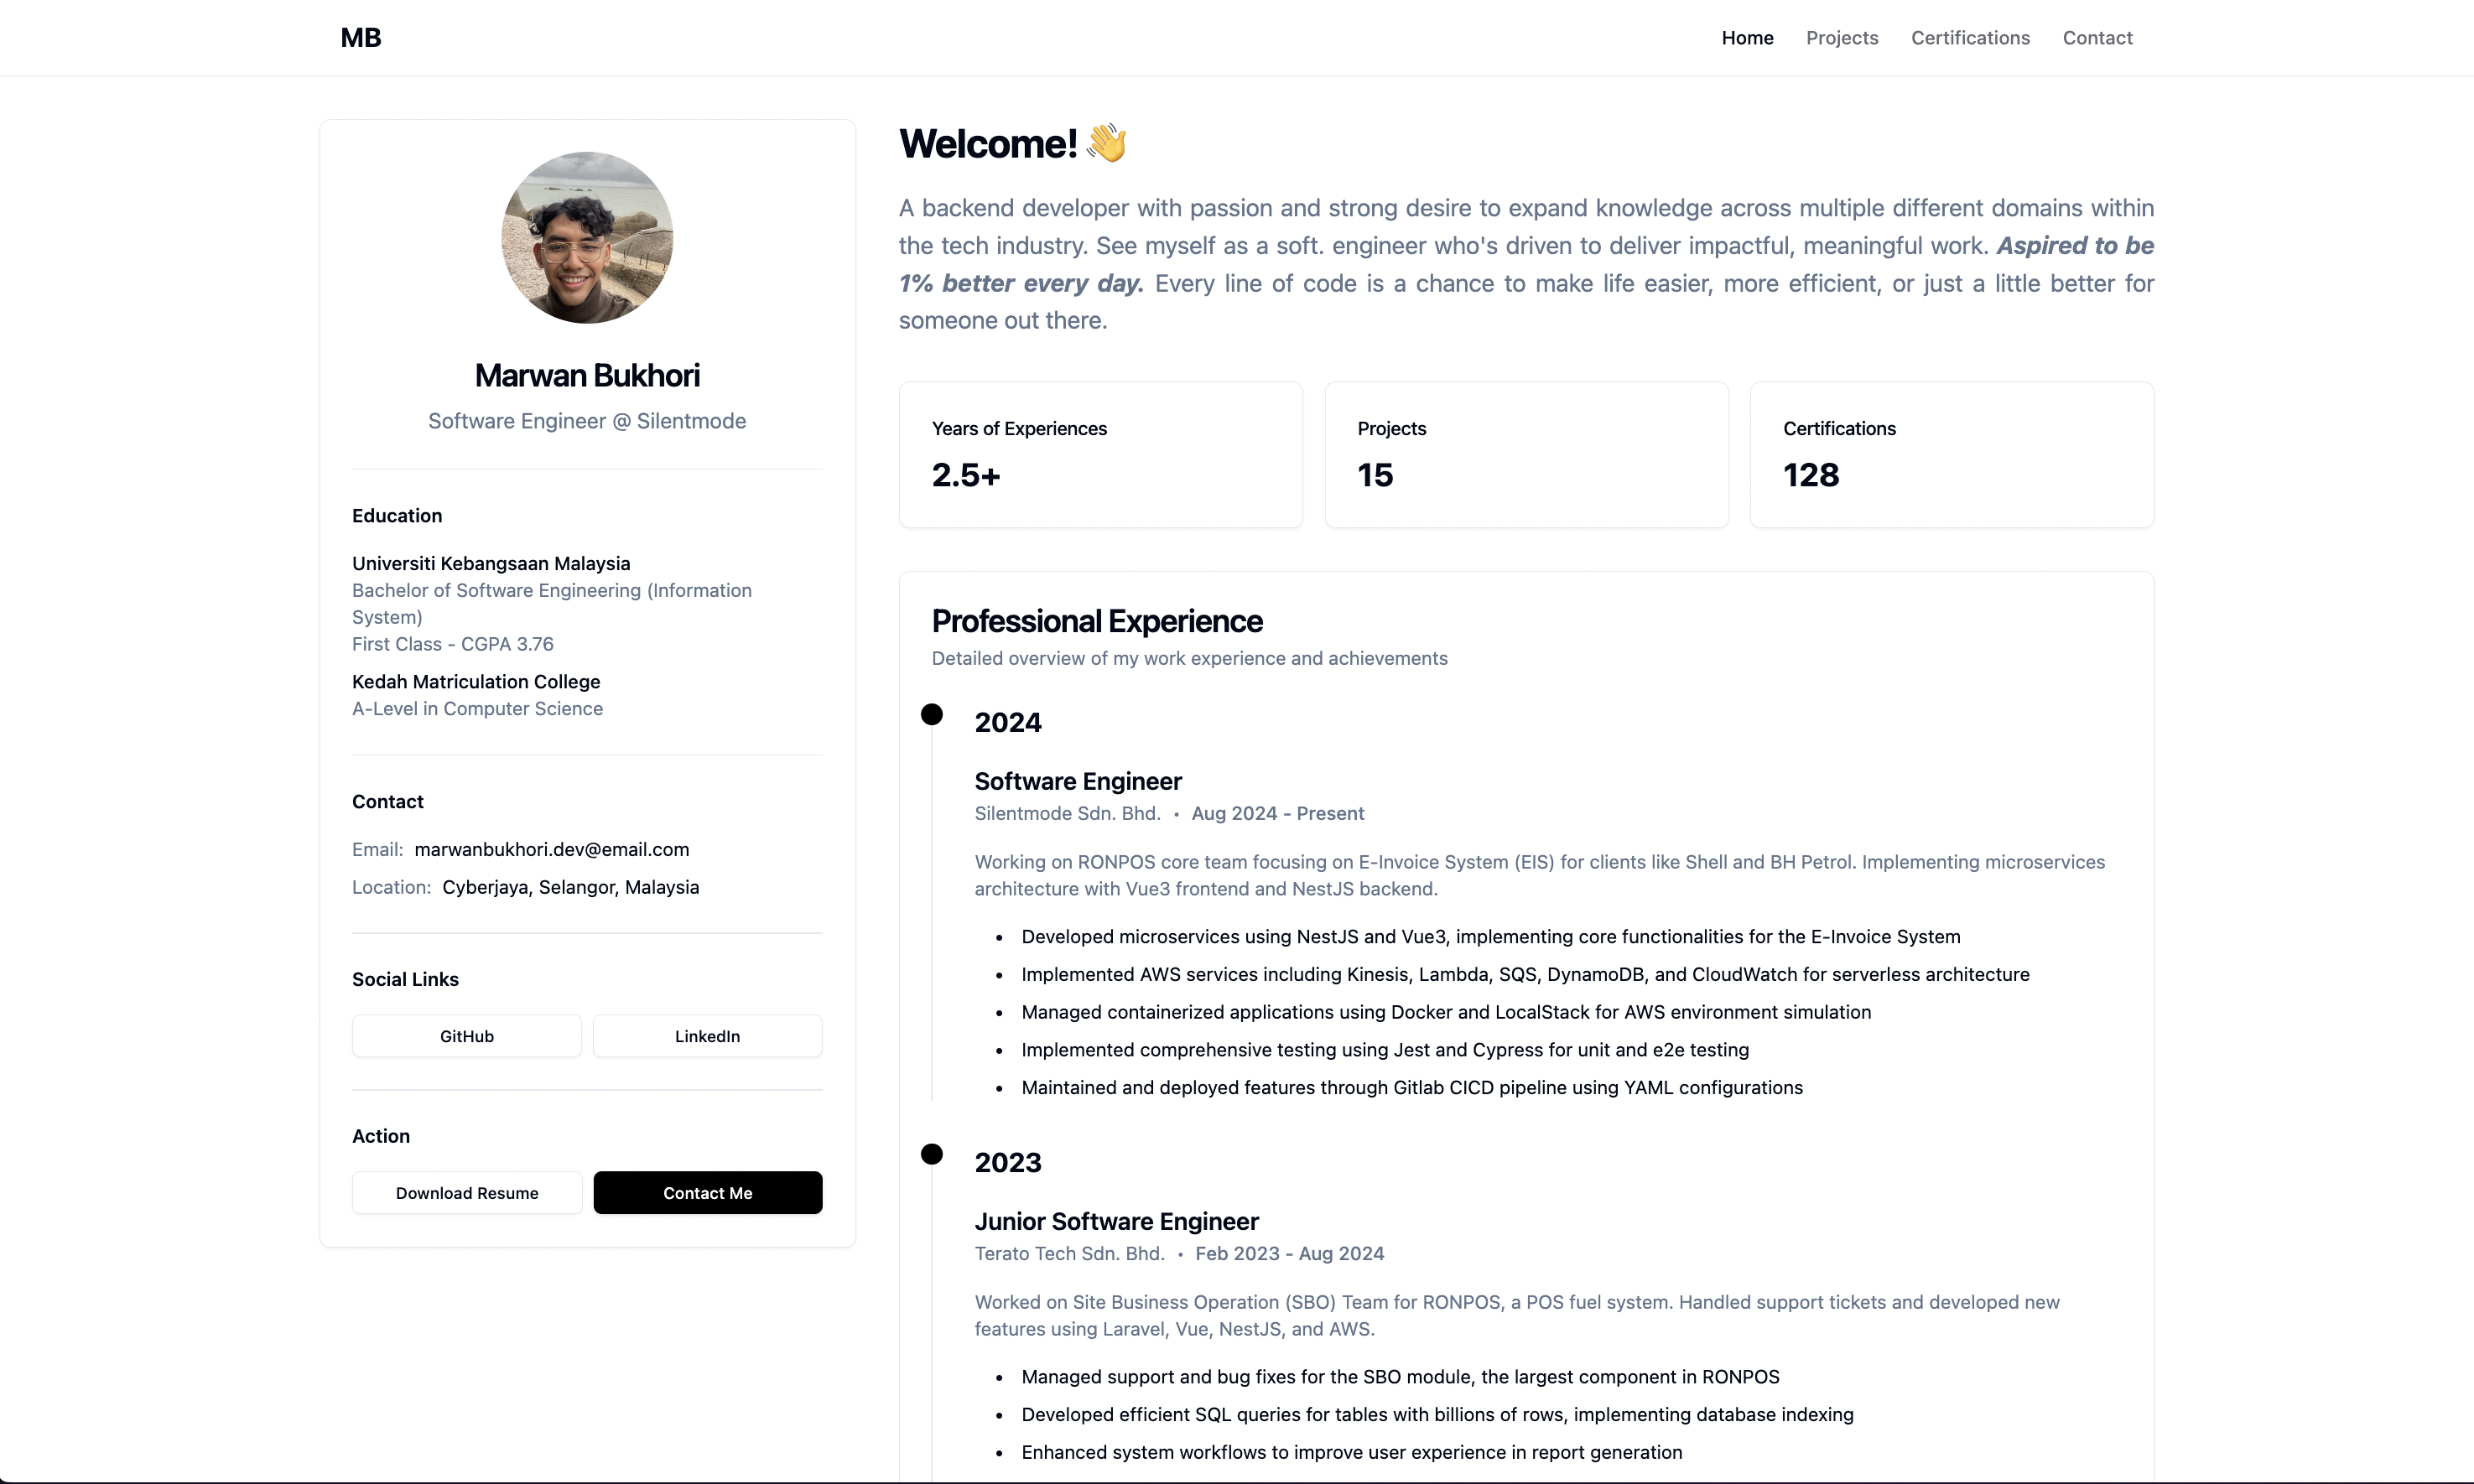 MB
Home
Projects
Certifications
Contact
Marwan Bukhori
Software Engineer @ Silentmode
Education
Universiti Kebangsaan Malaysia
Bachelor of Software Engineering (Information
System)
First Class - CGPA 3.76
Kedah Matriculation College
A-Level in Computer Science
Contact
Email: marwanbukhori.dev@email.com
Location: Cyberjaya, Selangor, Malaysia
Social Links
GitHub
LinkedIn
Action
Download Resume
Contact Me
Welcome! 👋
A backend developer with passion and strong desire to expand knowledge across multiple different domains within
the tech industry. See myself as a soft. engineer who's driven to deliver impactful, meaningful work. Aspired to be
1% better every day. Every line of code is a chance to make life easier, more efficient, or just a little better for
someone out there.
Years of Experiences
2.5+
Projects
15
Certifications
128
Professional Experience
Detailed overview of my work experience and achievements
2024
Software Engineer
Silentmode Sdn. Bhd. • Aug 2024 - Present
Working on RONPOS core team focusing on E-Invoice System (EIS) for clients like Shell and BH Petrol. Implementing microservices
architecture with Vue3 frontend and NestJS backend.
• Developed microservices using NestJS and Vue3, implementing core functionalities for the E-Invoice System
• Implemented AWS services including Kinesis, Lambda, SQS, DynamoDB, and CloudWatch for serverless architecture
• Managed containerized applications using Docker and LocalStack for AWS environment simulation
• Implemented comprehensive testing using Jest and Cypress for unit and e2e testing
• Maintained and deployed features through Gitlab CICD pipeline using YAML configurations
2023
Junior Software Engineer
Terato Tech Sdn. Bhd. • Feb 2023 - Aug 2024
Worked on Site Business Operation (SBO) Team for RONPOS, a POS fuel system. Handled support tickets and developed new
features using Laravel, Vue, NestJS, and AWS.
• Managed support and bug fixes for the SBO module, the largest component in RONPOS
• Developed efficient SQL queries for tables with billions of rows, implementing database indexing
• Enhanced system workflows to improve user experience in report generation